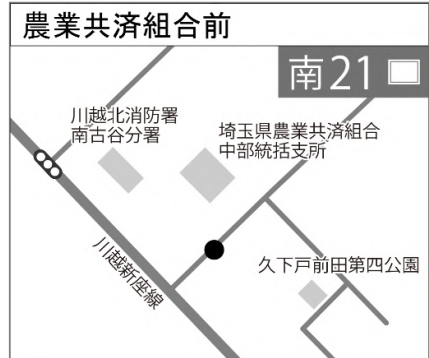 農業共済組合前
南21
川越北消防署
南古谷分署
埼玉県農業共済組合
中部統括支所
川越新座線
久下戸前田第四公園